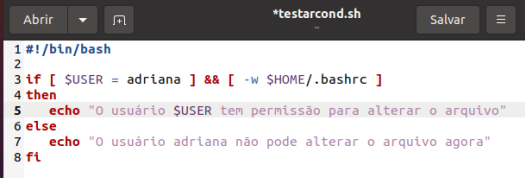 Abrir
*testarcond.sh
~
Salvar
1 #!/bin/bash
2
3 if [ $USER = adriana ] && [ -w $HOME/.bashrc ]
4 then
5    echo "O usuário $USER tem permissão para alterar o arquivo"
6 else
7    echo "O usuário adriana não pode alterar o arquivo agora"
8 fi